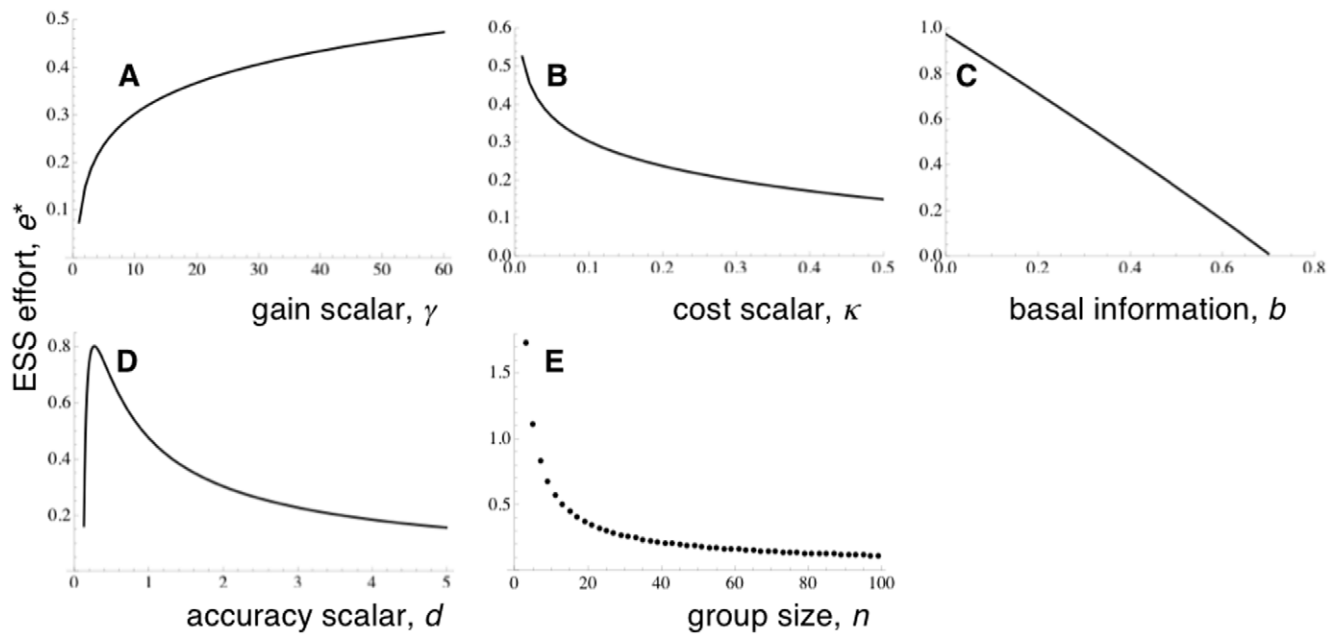 ESS effort, e*
A
0.5
0.4
0.3
0.2
0.1
0 10 20 30 40 50 60
gain scalar, γ
B
0.6
0.5
0.4
0.3
0.2
0.1
0.0
0.0 0.1 0.2 0.3 0.4 0.5
cost scalar, κ
C
1.0
0.8
0.6
0.4
0.2
0.0
0.0 0.2 0.4 0.6 0.8
basal information, b
D
0.8
0.6
0.4
0.2
0 1 2 3 4 5
accuracy scalar, d
E
1.5
1.0
0.5
0 20 40 60 80 100
group size, n